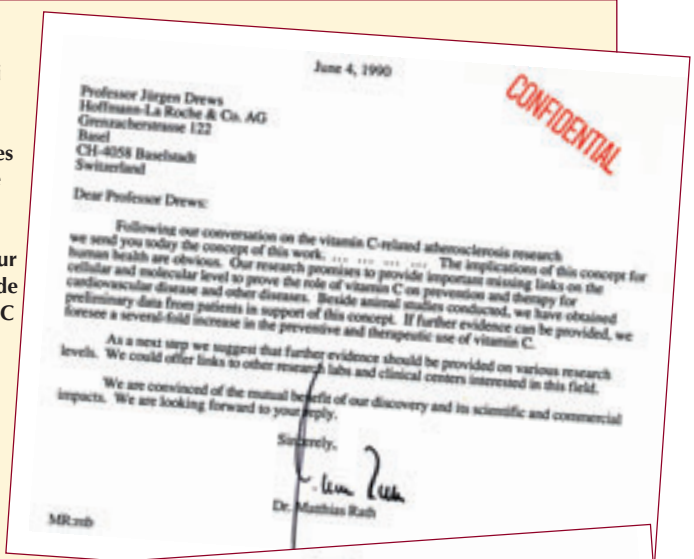 June 4, 1990
CONFIDENTIAL
Professor Jürgen Drews
Hoffmann-La Roche & Co. AG
Grenzacherstrasse 122
Basel
CH-4058 Baselstadt
Switzerland
Dear Professor Drews:
Following our conversation on the vitamin C-related atherosclerosis research
we send you today the concept of this work. ... ... ... ... The implications of this concept for
human health are obvious. Our research promises to provide important missing links on the
cellular and molecular level to prove the role of vitamin C on prevention and therapy for
cardiovascular disease and other diseases. Beside animal studies conducted, we have obtained
preliminary data from patients in support of this concept. If further evidence can be provided, we
foresee a several-fold increase in the preventive and therapeutic use of vitamin C.
As a next step we suggest that further evidence should be provided on various research
levels. We could offer links to other research labs and clinical centers interested in this field.
We are convinced of the mutual benefit of our discovery and its scientific and commercial
impacts. We are looking forward to your reply.
Sincerely,
Dr. Matthias Rath
MR:mb
es
ur
de
C